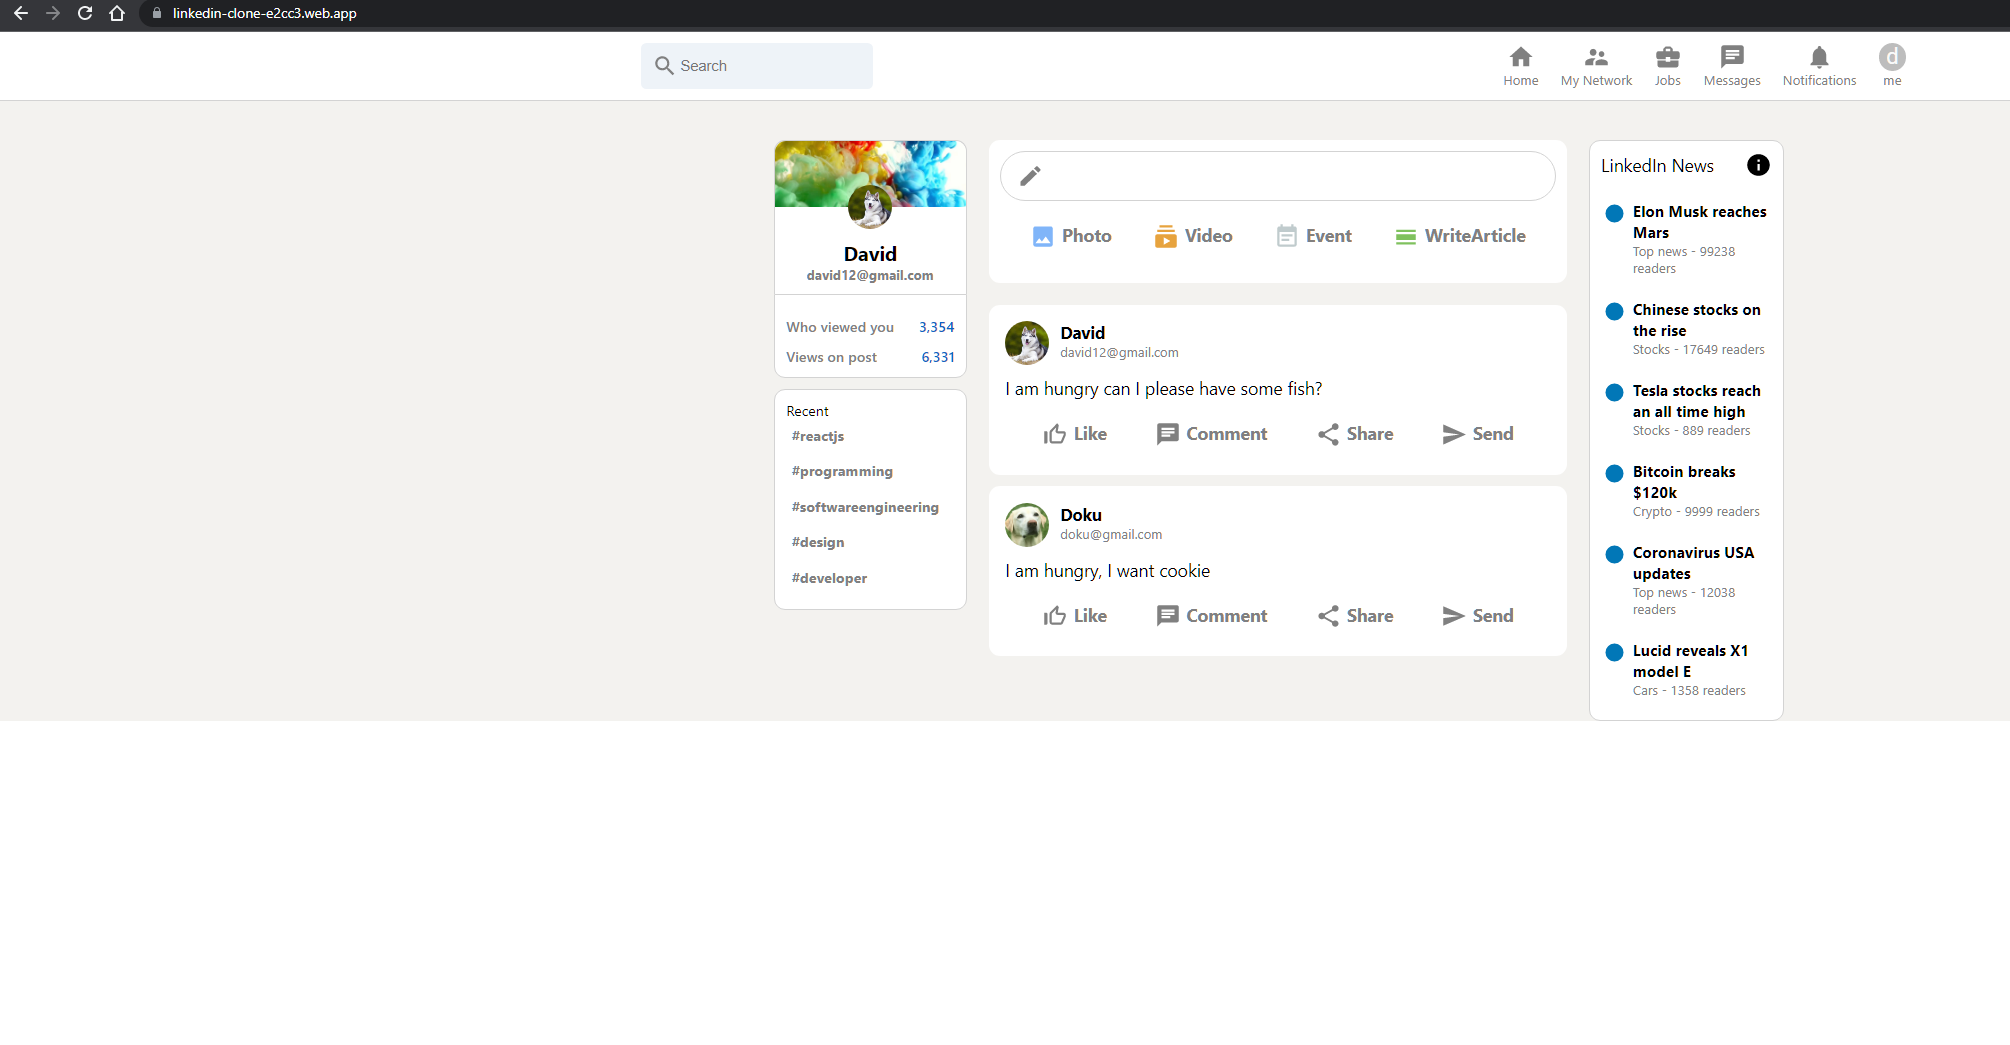 linkedin-clone-e2cc3.web.app
Search
Home
My Network
Jobs
Messages
Notifications
d
me
David
david12@gmail.com
Who viewed you 3,354
Views on post 6,331
Recent
#reactjs
#programming
#softwareengineering
#design
#developer
Photo
Video
Event
WriteArticle
David
david12@gmail.com
I am hungry can I please have some fish?
Like
Comment
Share
Send
Doku
doku@gmail.com
I am hungry, I want cookie
Like
Comment
Share
Send
LinkedIn News
Elon Musk reaches
Mars
Top news - 99238
readers
Chinese stocks on
the rise
Stocks - 17649 readers
Tesla stocks reach
an all time high
Stocks - 889 readers
Bitcoin breaks
$120k
Crypto - 9999 readers
Coronavirus USA
updates
Top news - 12038
readers
Lucid reveals X1
model E
Cars - 1358 readers